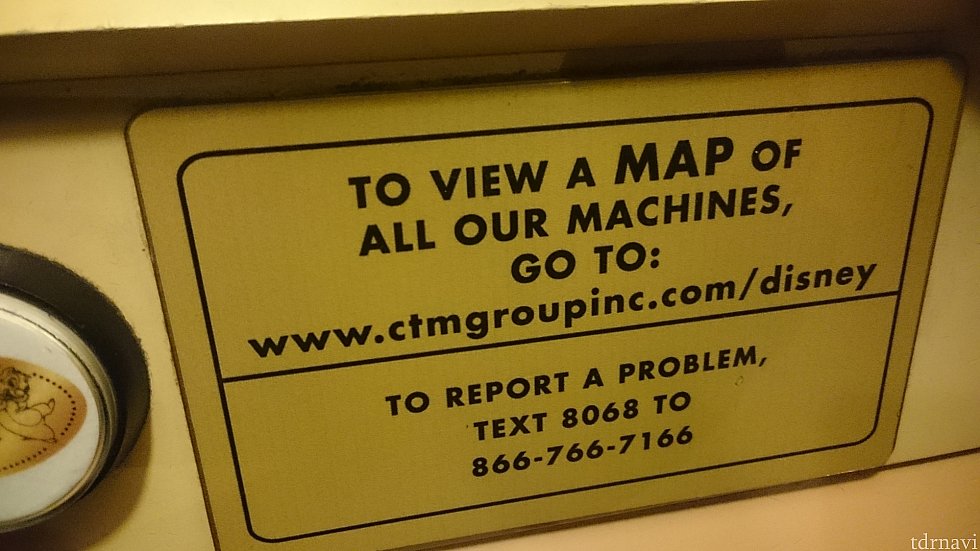 TO VIEW A MAP OF
ALL OUR MACHINES,
GO TO:
www.ctmgroupinc.com/disney
TO REPORT A PROBLEM,
TEXT 8068 TO
866-766-7166
tdrnavi